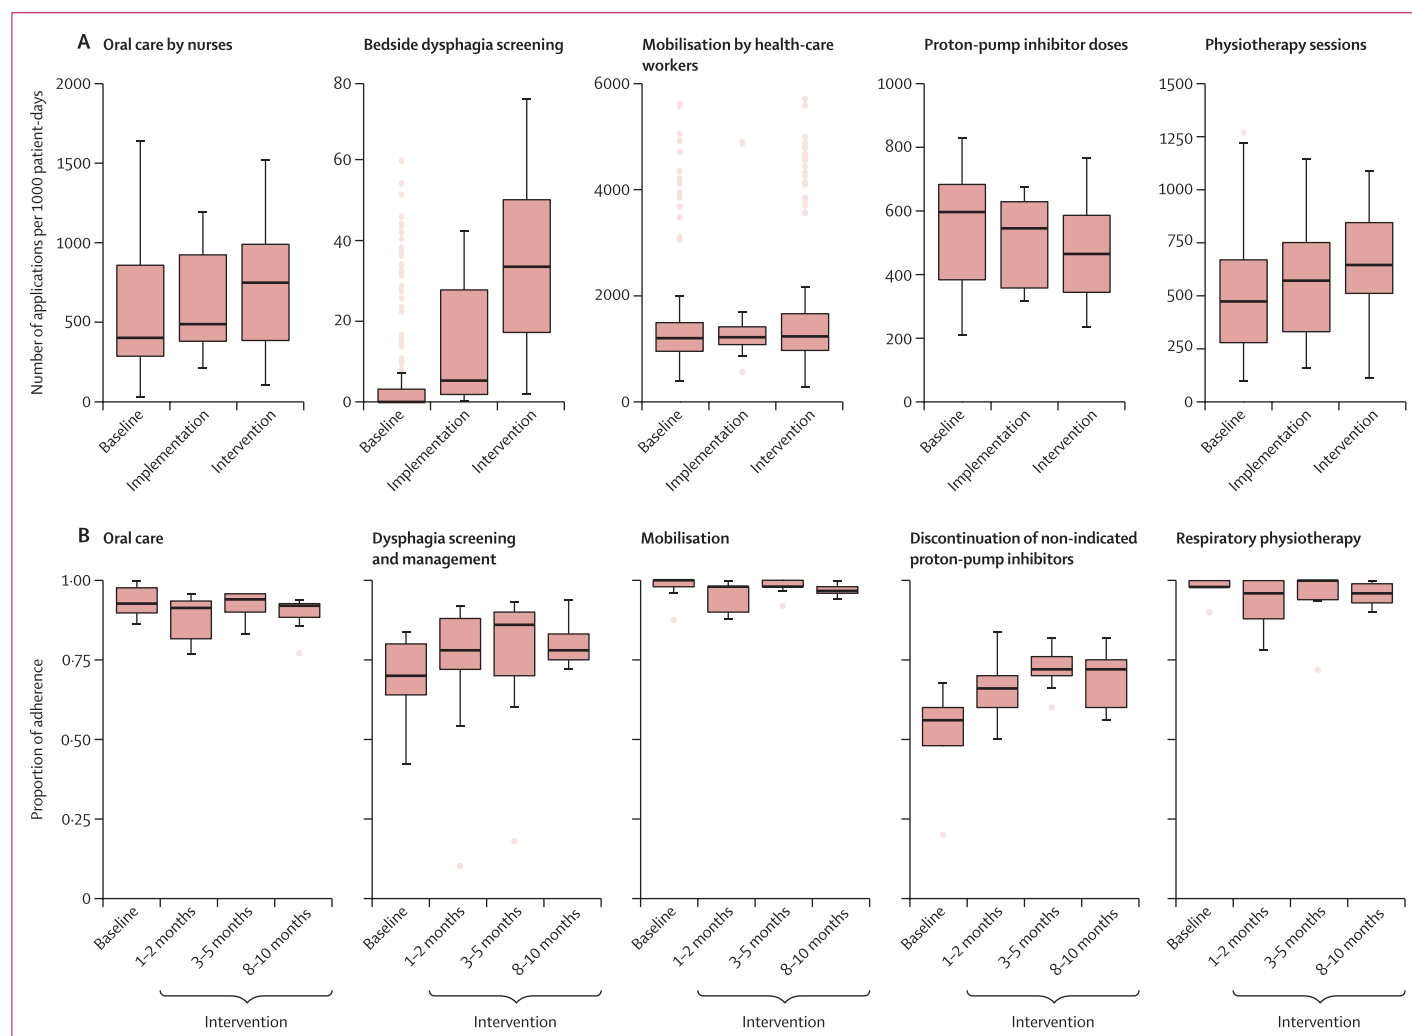 A Oral care by nurses
Bedside dysphagia screening
Mobilisation by health-care
workers
Proton-pump inhibitor doses
Physiotherapy sessions
Number of applications per 1000 patient-days
2000
1500
1000
500
0
Baseline
Implementation
Intervention
80
60
40
20
0
Baseline
Implementation
Intervention
6000
4000
2000
0
Baseline
Implementation
Intervention
1000
800
600
400
200
0
Baseline
Implementation
Intervention
1500
1250
1000
750
500
250
0
Baseline
Implementation
Intervention
B Oral care
Dysphagia screening
and management
Mobilisation
Discontinuation of non-indicated
proton-pump inhibitors
Respiratory physiotherapy
Proportion of adherence
1·00
0·75
0·50
0·25
0
Baseline
1–2 months
3–5 months
8–10 months
Intervention
Baseline
1–2 months
3–5 months
8–10 months
Intervention
Baseline
1–2 months
3–5 months
8–10 months
Intervention
Baseline
1–2 months
3–5 months
8–10 months
Intervention
Baseline
1–2 months
3–5 months
8–10 months
Intervention